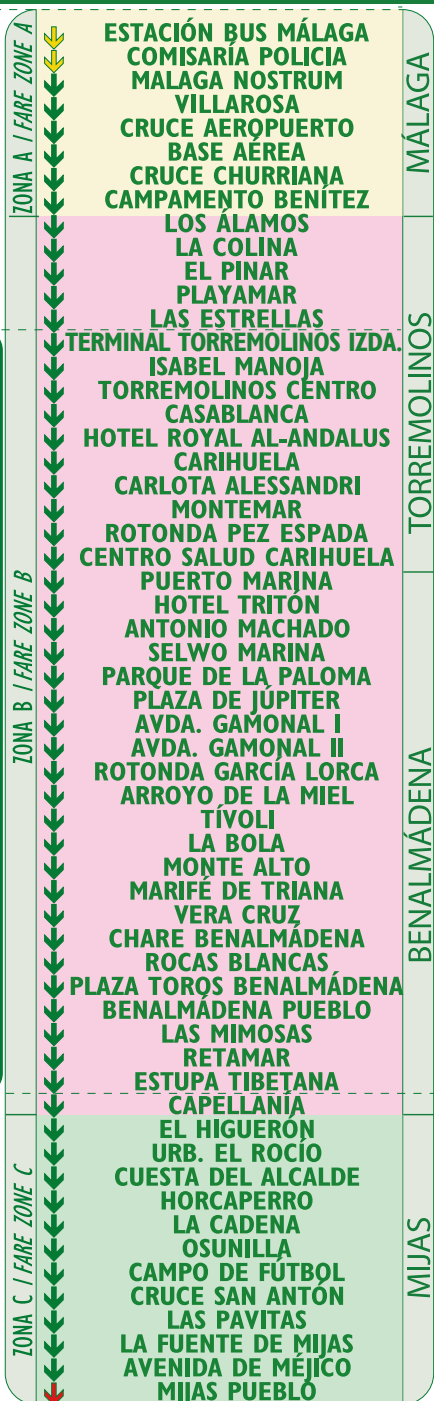 ESTACIÓN BUS MÁLAGA
COMISARÍA POLICIA
MALAGA NOSTRUM
VILLAROSA
CRUCE AEROPUERTO
BASE AÉREA
CRUCE CHURRIANA
CAMPAMENTO BENÍTEZ
ZONA A / FARE ZONE A
MÁLAGA
LOS ÁLAMOS
LA COLINA
EL PINAR
PLAYAMAR
LAS ESTRELLAS
TERMINAL TORREMOLINOS IZDA.
ISABEL MANOJA
TORREMOLINOS CENTRO
CASABLANCA
HOTEL ROYAL AL-ANDALUS
CARIHUELA
CARLOTA ALESSANDRI
MONTEMAR
ROTONDA PEZ ESPADA
CENTRO SALUD CARIHUELA
TORREMOLINOS
PUERTO MARINA
HOTEL TRITÓN
ANTONIO MACHADO
SELWO MARINA
PARQUE DE LA PALOMA
PLAZA DE JÚPITER
AVDA. GAMONAL I
AVDA. GAMONAL II
ROTONDA GARCÍA LORCA
ARROYO DE LA MIEL
TÍVOLI
LA BOLA
MONTE ALTO
MARIFÉ DE TRIANA
VERA CRUZ
CHARE BENALMÁDENA
ROCAS BLANCAS
PLAZA TOROS BENALMÁDENA
BENALMÁDENA PUEBLO
LAS MIMOSAS
RETAMAR
ESTUPA TIBETANA
CAPELLANÍA
ZONA B / FARE ZONE B
BENALMÁDENA
EL HIGUERÓN
URB. EL ROCÍO
CUESTA DEL ALCALDE
HORCAPERRO
LA CADENA
OSUNILLA
CAMPO DE FÚTBOL
CRUCE SAN ANTÓN
LAS PAVITAS
LA FUENTE DE MIJAS
AVENIDA DE MÉJICO
MIJAS PUEBLO
ZONA C / FARE ZONE C
MIJAS